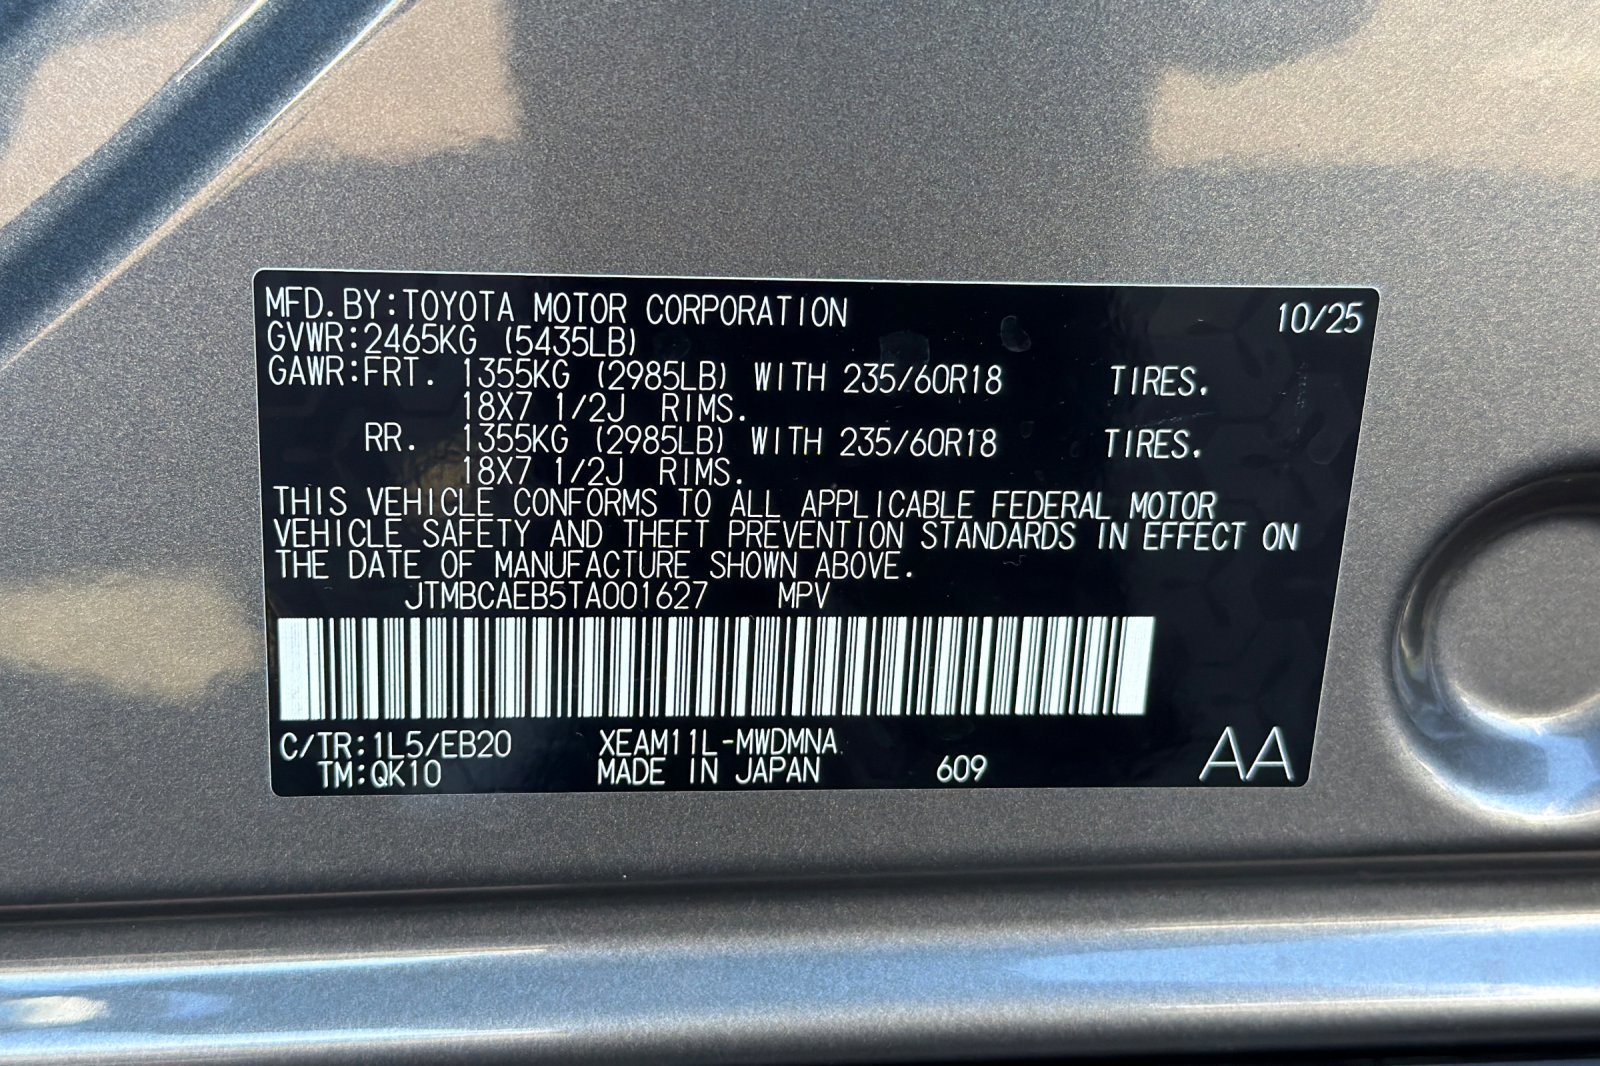 MFD. BY: TOYOTA MOTOR CORPORATION 10/25
GVWR: 2465KG (5435LB)
GAWR: FRT. 1355KG (2985LB) WITH 235/60R18 TIRES.
18X7 1/2J RIMS.
RR. 1355KG (2985LB) WITH 235/60R18 TIRES.
18X7 1/2J RIMS.
THIS VEHICLE CONFORMS TO ALL APPLICABLE FEDERAL MOTOR
VEHICLE SAFETY AND THEFT PREVENTION STANDARDS IN EFFECT ON
THE DATE OF MANUFACTURE SHOWN ABOVE.
JTMBCAEB5TA001627 MPV
C/TR: 1L5/EB20 XEAM11L-MWDMNA
TM: QK10 MADE IN JAPAN 609 AA